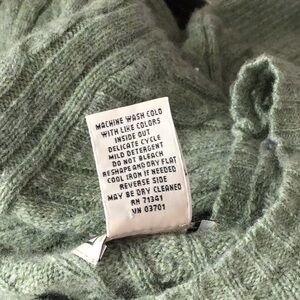 MACHINE WASH COLD
WITH LIKE COLORS
INSIDE OUT
DELICATE CYCLE
MILD DETERGENT
DO NOT BLEACH
RESHAPE AND DRY FLAT
COOL IRON IF NEEDED
REVERSE SIDE
MAY BE DRY CLEANED
RN 71341
VN 03701